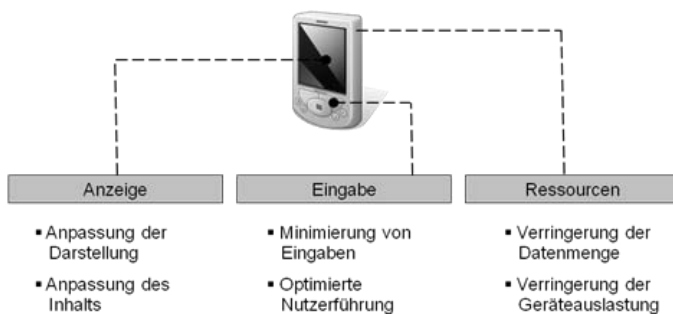 Anzeige
▪ Anpassung der
Darstellung
▪ Anpassung des
Inhalts
Eingabe
▪ Minimierung von
Eingaben
▪ Optimierte
Nutzerführung
Ressourcen
▪ Verringerung der
Datenmenge
▪ Verringerung der
Geräteauslastung